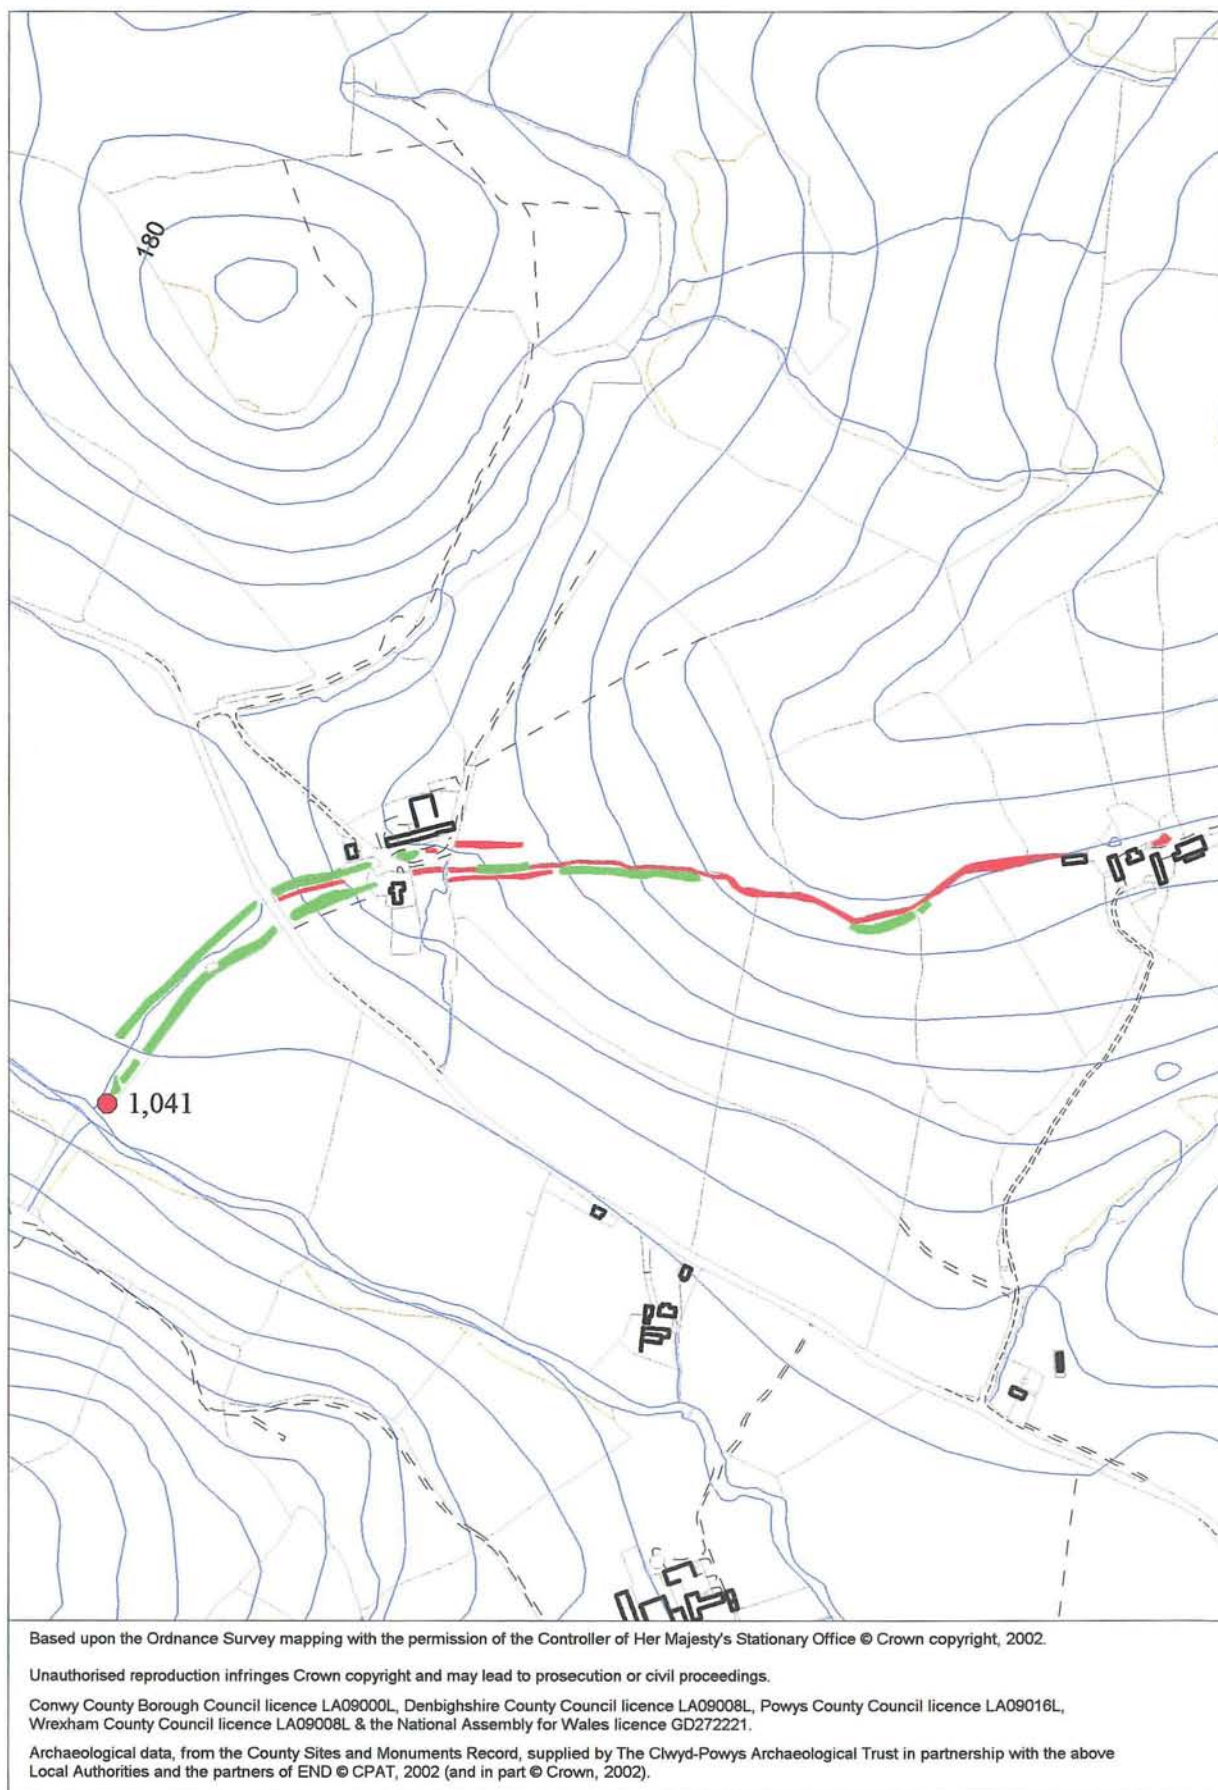 180
1,041
Based upon the Ordnance Survey mapping with the permission of the Controller of Her Majesty's Stationary Office © Crown copyright, 2002.
Unauthorised reproduction infringes Crown copyright and may lead to prosecution or civil proceedings.
Conwy County Borough Council licence LA09000L, Denbighshire County Council licence LA09008L, Powys County Council licence LA09016L,
Wrexham County Council licence LA09008L & the National Assembly for Wales licence GD272221.
Archaeological data, from the County Sites and Monuments Record, supplied by The Clwyd-Powys Archaeological Trust in partnership with the above
Local Authorities and the partners of END © CPAT, 2002 (and in part © Crown, 2002).